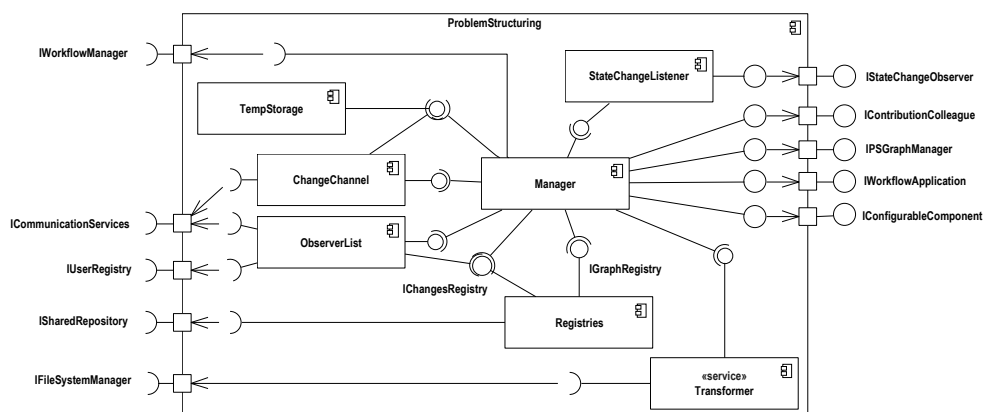 ProblemStructuring
IWorkflowManager
StateChangeListener
IStateChangeObserver
TempStorage
IContributionColleague
IPSGraphManager
ChangeChannel
Manager
IWorkflowApplication
ICommunicationServices
ObserverList
IConfigurableComponent
IUserRegistry
IChangesRegistry
IGraphRegistry
ISharedRepository
Registries
IFileSystemManager
«service»
Transformer